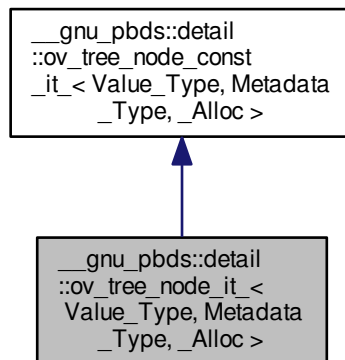 __gnu_pbds::detail
::ov_tree_node_const
_it_< Value_Type, Metadata
_Type, _Alloc >
__gnu_pbds::detail
::ov_tree_node_it_<
Value_Type, Metadata
_Type, _Alloc >